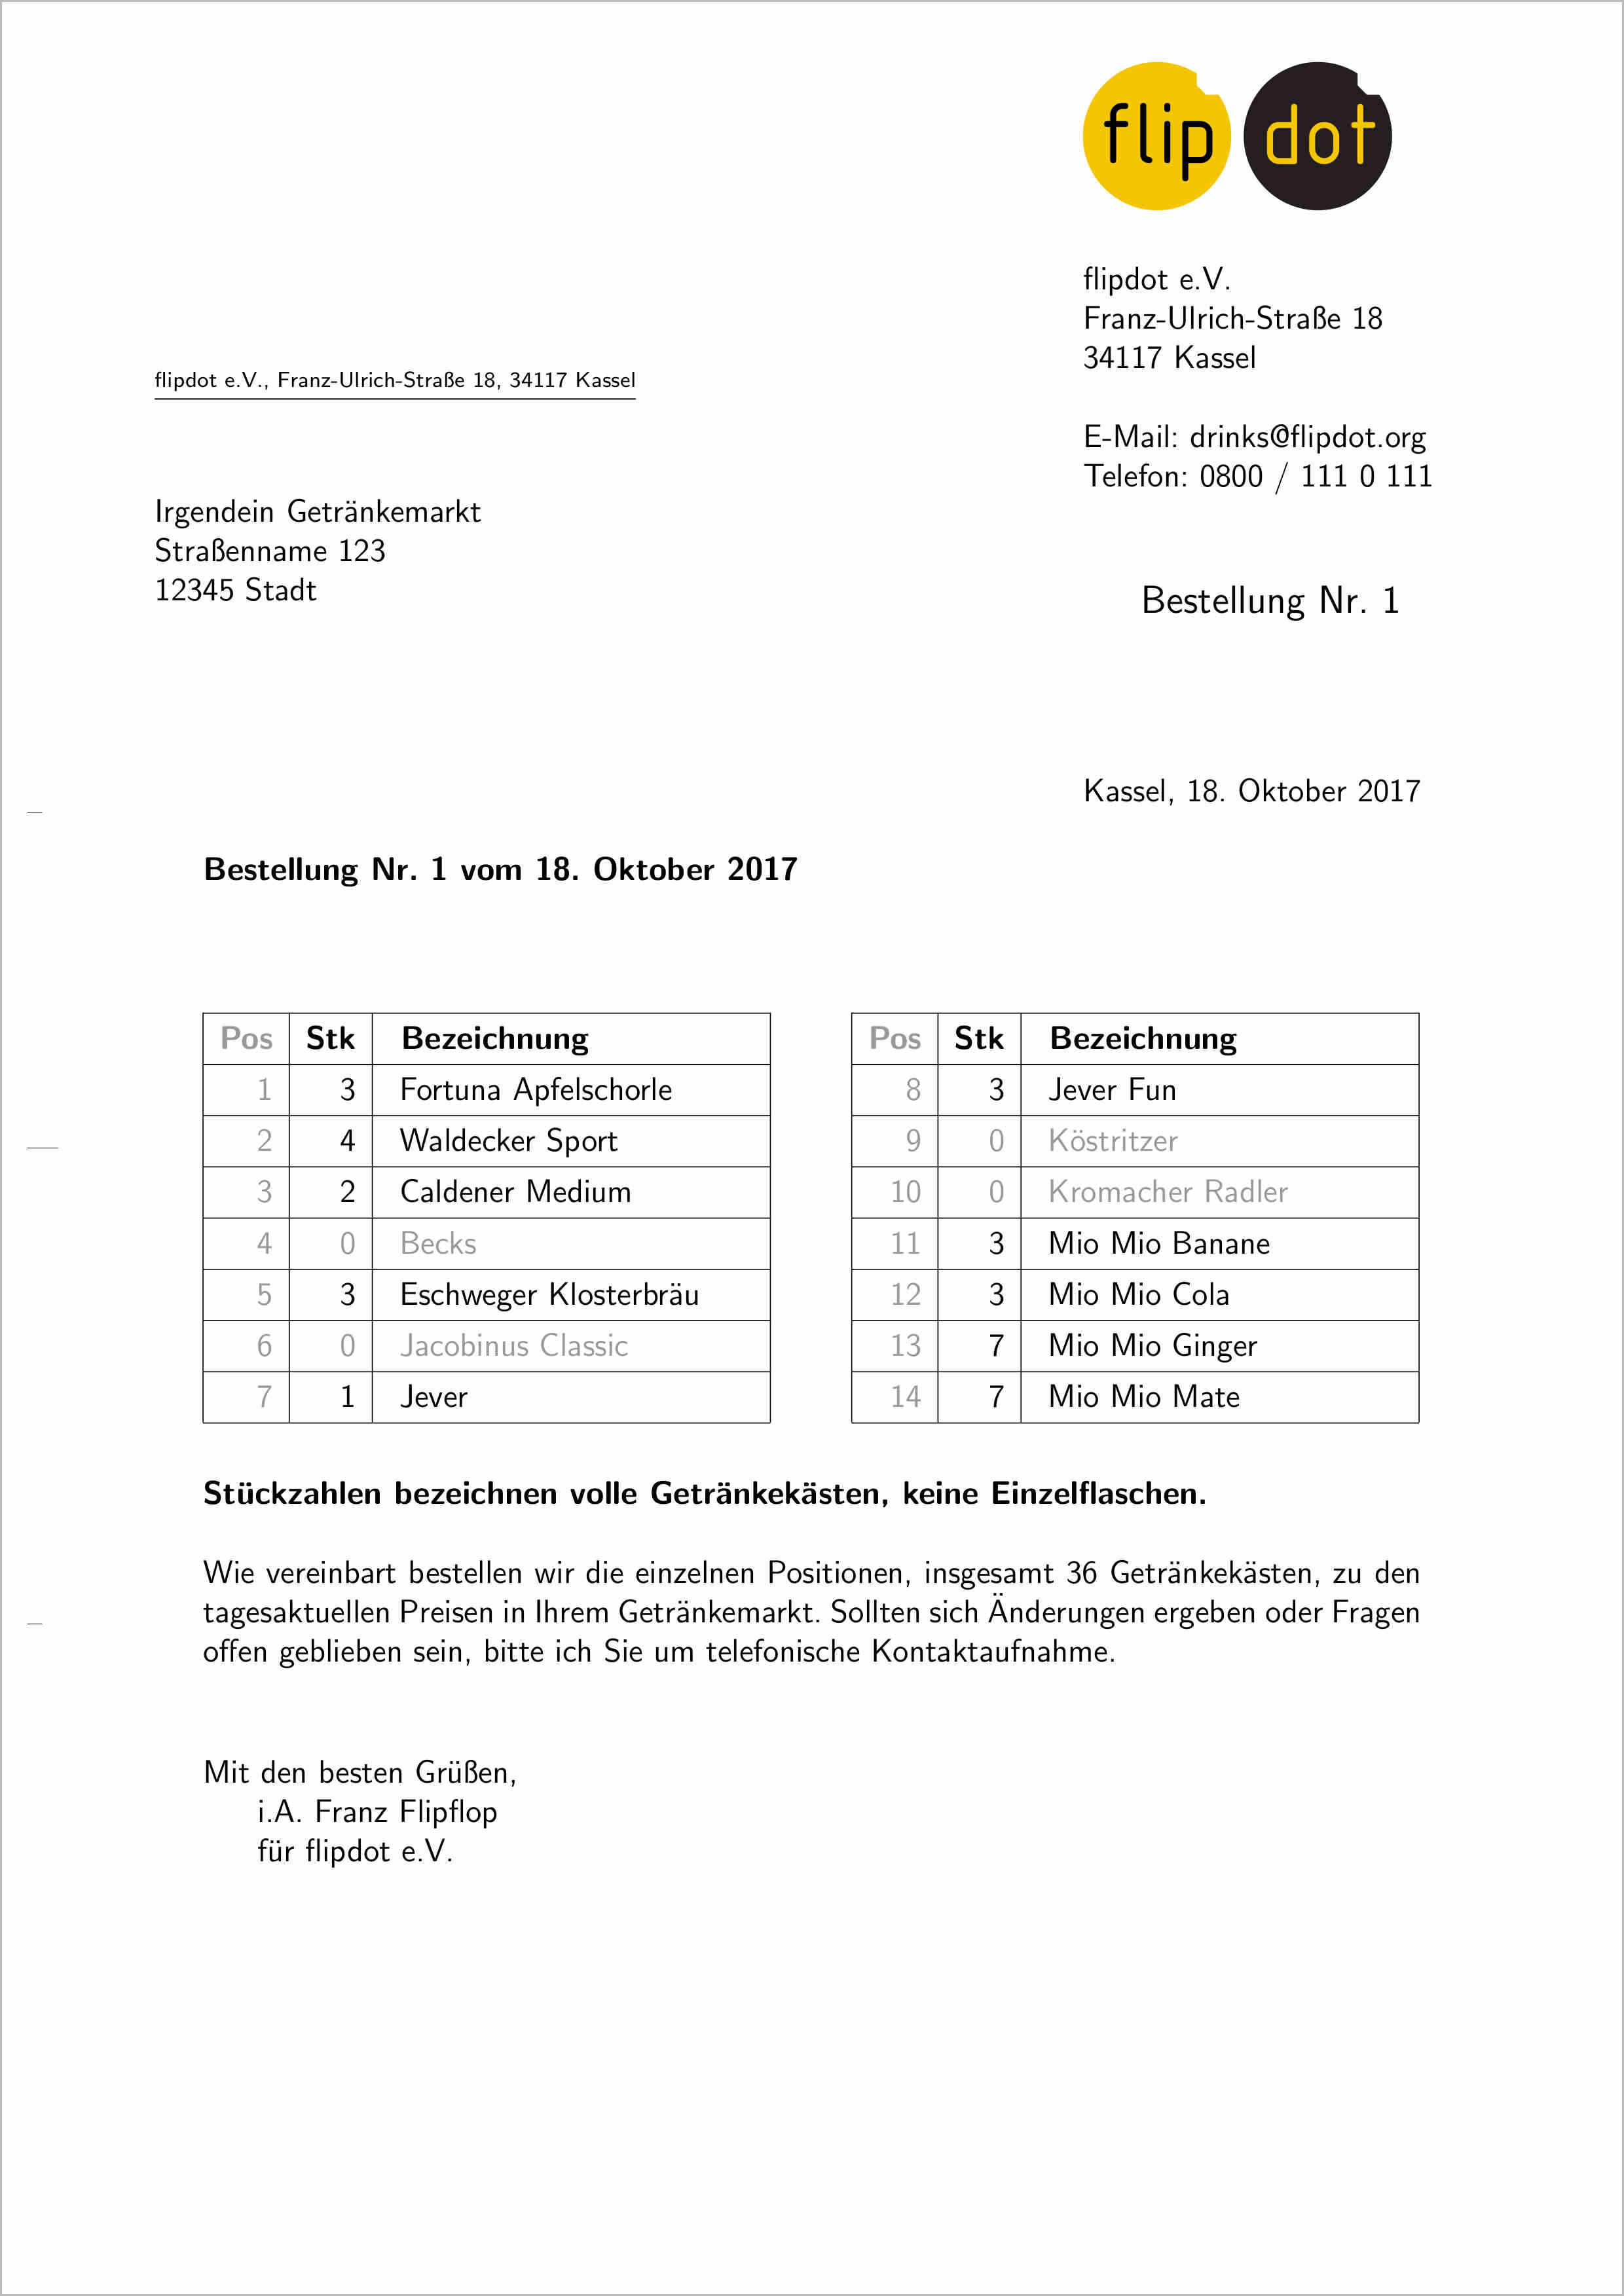 flip dot
flipdot e.V.
Franz-Ulrich-Straße 18
34117 Kassel
flipdot e.V., Franz-Ulrich-Straße 18, 34117 Kassel
E-Mail: drinks@flipdot.org
Telefon: 0800 / 111 0 111
Irgendein Getränkemarkt
Straßenname 123
12345 Stadt
Bestellung Nr. 1
Kassel, 18. Oktober 2017
Bestellung Nr. 1 vom 18. Oktober 2017
Pos Stk Bezeichnung
1 3 Fortuna Apfelschorle
2 4 Waldecker Sport
3 2 Caldener Medium
4 0 Becks
5 3 Eschweger Klosterbräu
6 0 Jacobinus Classic
7 1 Jever
Pos Stk Bezeichnung
8 3 Jever Fun
9 0 Köstritzer
10 0 Kromacher Radler
11 3 Mio Mio Banane
12 3 Mio Mio Cola
13 7 Mio Mio Ginger
14 7 Mio Mio Mate
Stückzahlen bezeichnen volle Getränkekästen, keine Einzelflaschen.
Wie vereinbart bestellen wir die einzelnen Positionen, insgesamt 36 Getränkekästen, zu den
tagesaktuellen Preisen in Ihrem Getränkemarkt. Sollten sich Änderungen ergeben oder Fragen
offen geblieben sein, bitte ich Sie um telefonische Kontaktaufnahme.
Mit den besten Grüßen,
i.A. Franz Flipflop
für flipdot e.V.